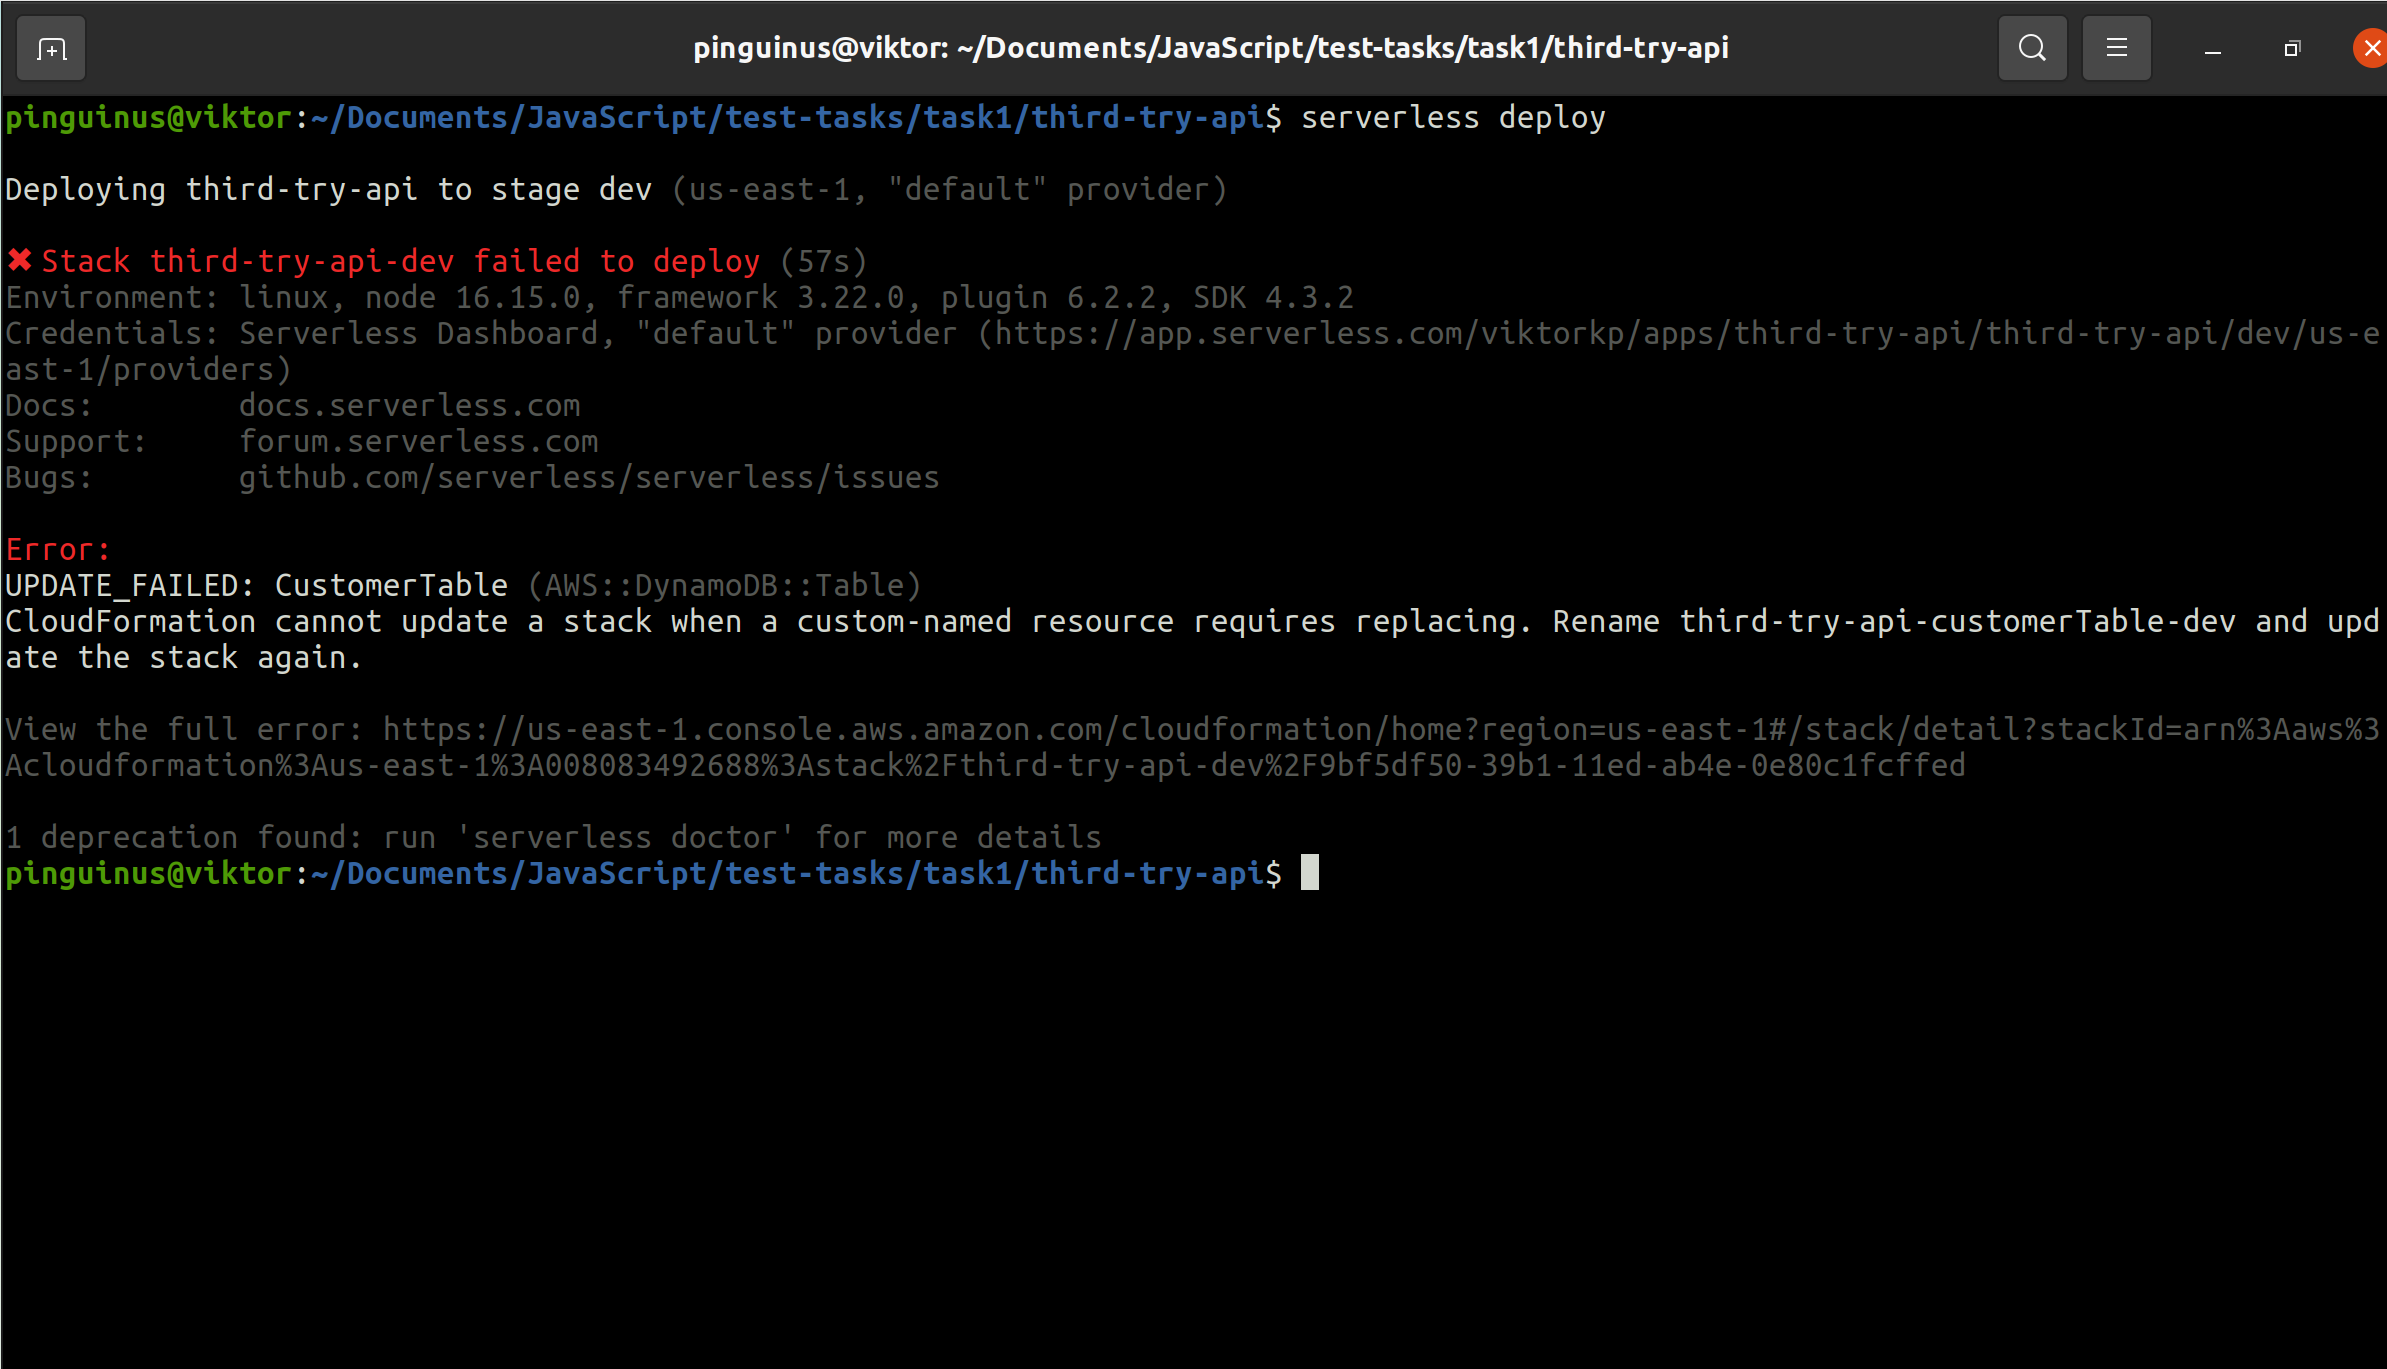 pinguinus@viktor: ~/Documents/JavaScript/test-tasks/task1/third-try-api
pinguinus@viktor:~/Documents/JavaScript/test-tasks/task1/third-try-api$ serverless deploy
Deploying third-try-api to stage dev (us-east-1, "default" provider)
✖ Stack third-try-api-dev failed to deploy (57s)
Environment: linux, node 16.15.0, framework 3.22.0, plugin 6.2.2, SDK 4.3.2
Credentials: Serverless Dashboard, "default" provider (https://app.serverless.com/viktorkp/apps/third-try-api/third-try-api/dev/us-e
ast-1/providers)
Docs:        docs.serverless.com
Support:     forum.serverless.com
Bugs:        github.com/serverless/serverless/issues
Error:
UPDATE_FAILED: CustomerTable (AWS::DynamoDB::Table)
CloudFormation cannot update a stack when a custom-named resource requires replacing. Rename third-try-api-customerTable-dev and upd
ate the stack again.
View the full error: https://us-east-1.console.aws.amazon.com/cloudformation/home?region=us-east-1#/stack/detail?stackId=arn%3Aaws%3
Acloudformation%3Aus-east-1%3A008083492688%3Astack%2Fthird-try-api-dev%2F9bf5df50-39b1-11ed-ab4e-0e80c1fcffed
1 deprecation found: run 'serverless doctor' for more details
pinguinus@viktor:~/Documents/JavaScript/test-tasks/task1/third-try-api$